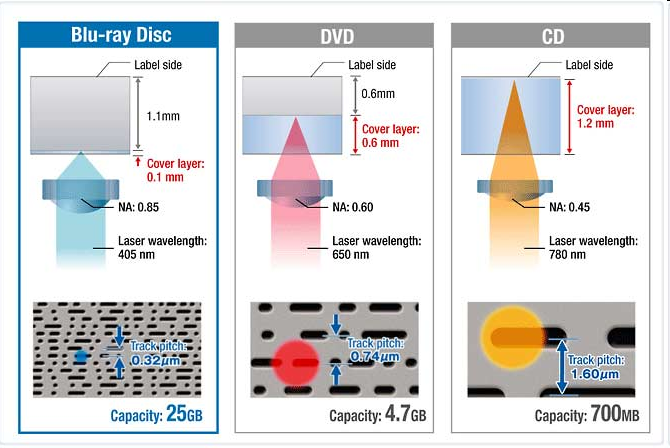 Blu-ray Disc
Label side
1.1mm
Cover layer:
0.1 mm
NA: 0.85
Laser wavelength:
405 nm
Track pitch:
0.32µm
Capacity: 25GB
DVD
Label side
0.6mm
Cover layer:
0.6 mm
NA: 0.60
Laser wavelength:
650 nm
Track pitch:
0.74µm
Capacity: 4.7GB
CD
Label side
Cover layer:
1.2 mm
NA: 0.45
Laser wavelength:
780 nm
Track pitch:
1.60µm
Capacity: 700MB